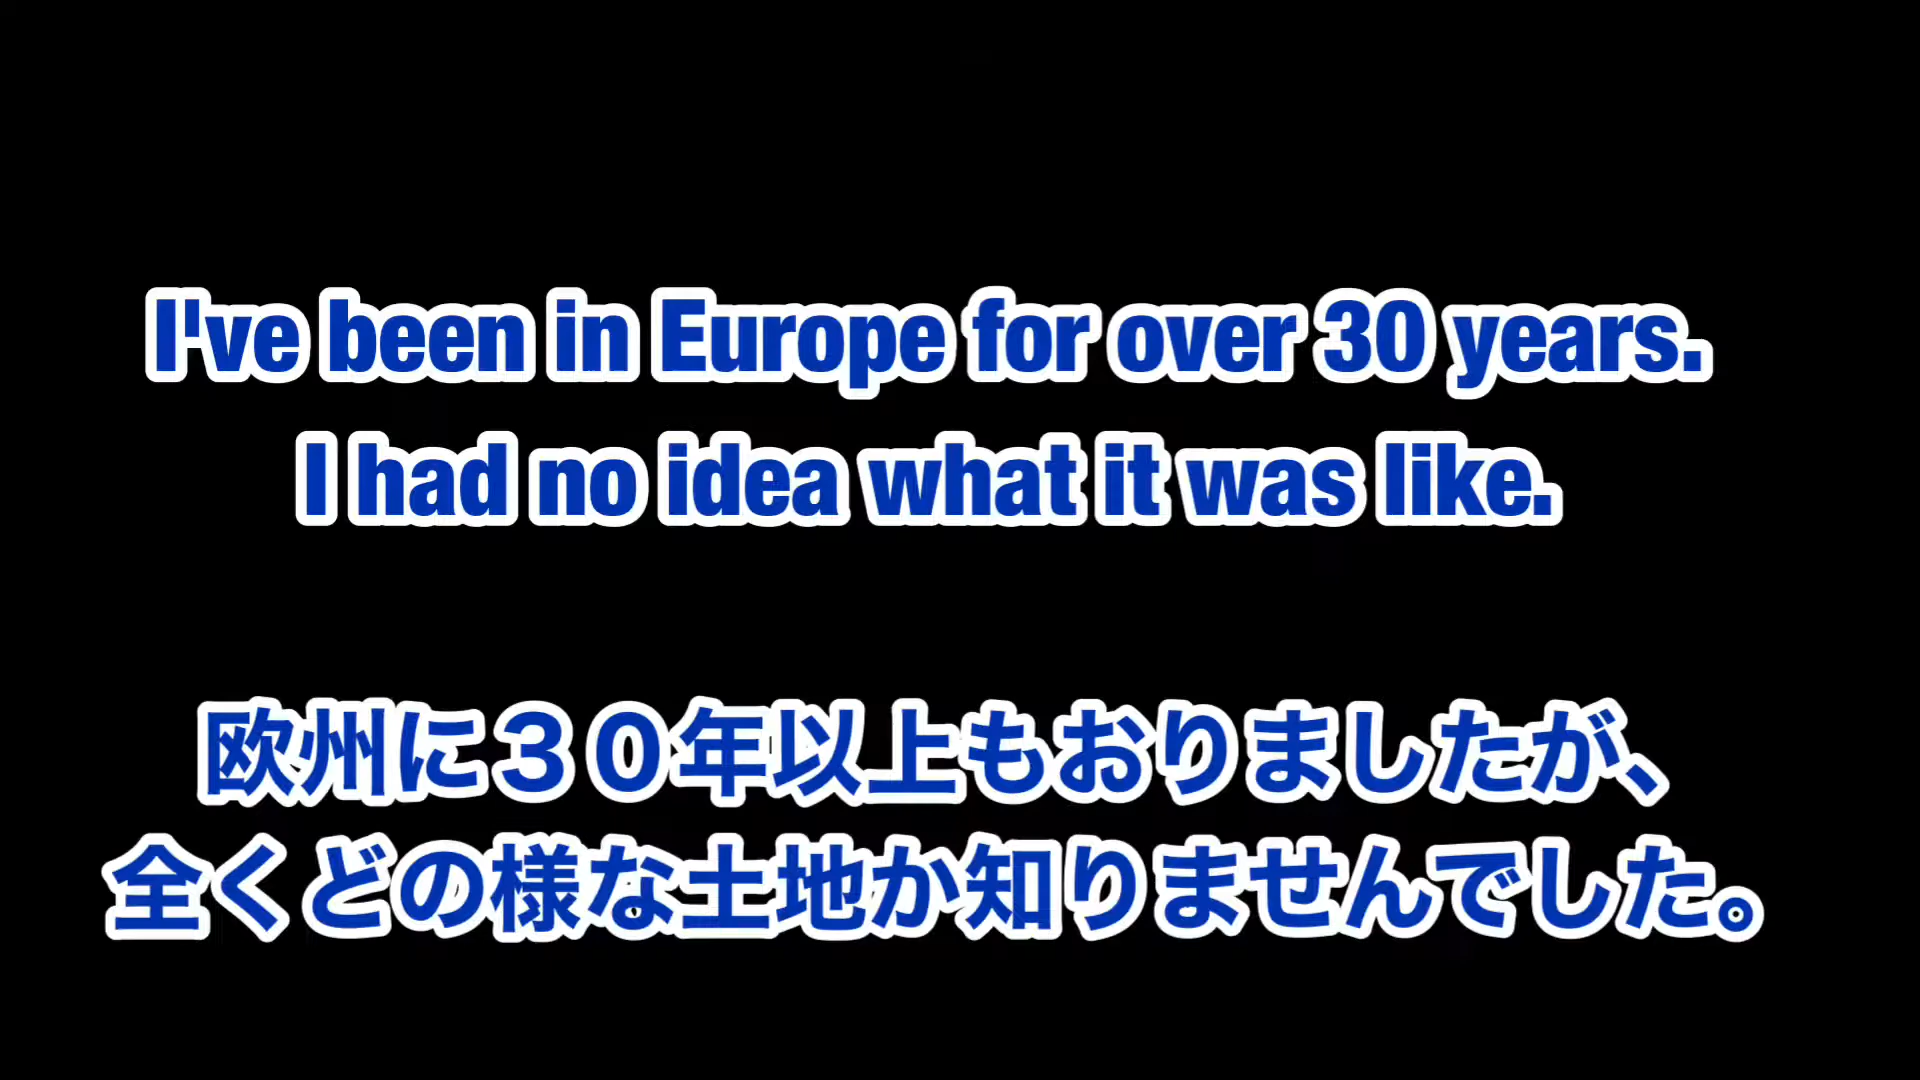 I've been in Europe for over 30 years.
I had no idea what it was like.
欧州に３０年以上もおりましたが、
全くどの様な土地か知りませんでした。